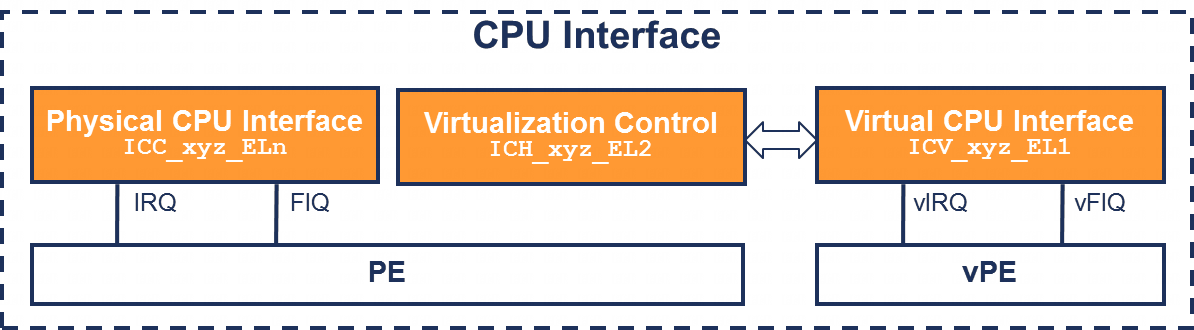 CPU Interface
Physical CPU Interface
ICC_xyz_ELn
Virtualization Control
ICH_xyz_EL2
Virtual CPU Interface
ICV_xyz_EL1
IRQ
FIQ
vIRQ
vFIQ
PE
vPE